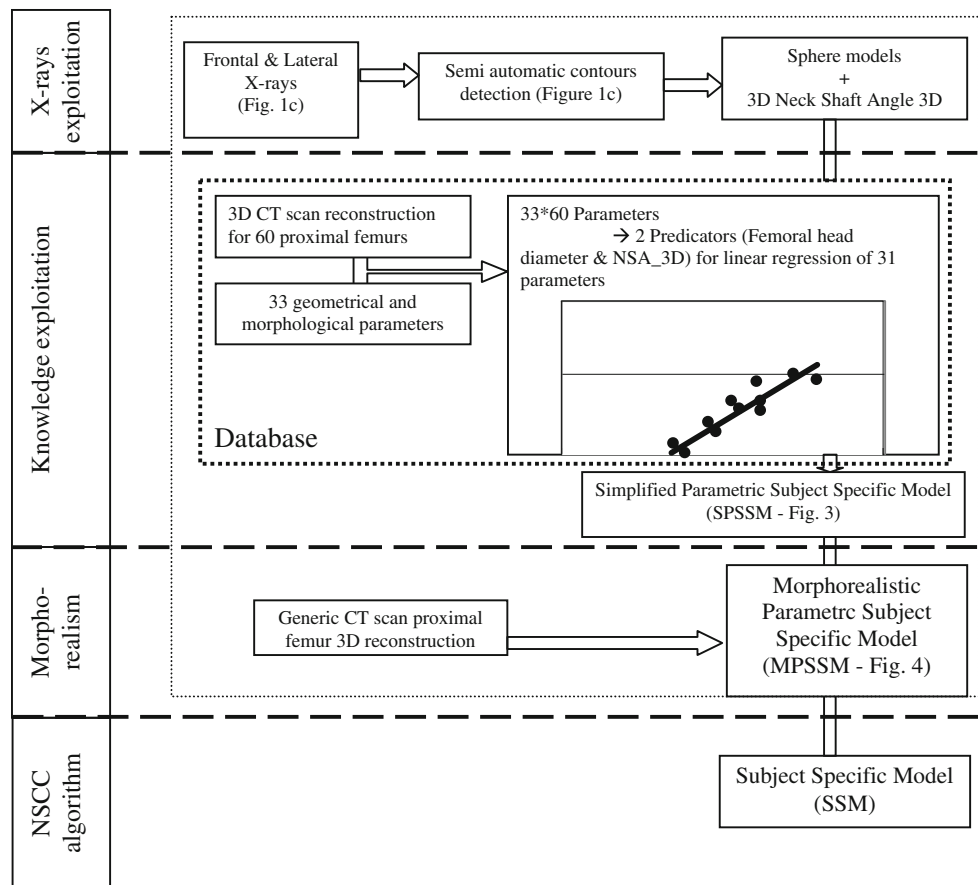 X-rays
exploitation
Frontal & Lateral
X-rays
(Fig. 1c)
Semi automatic contours
detection (Figure 1c)
Sphere models
+
3D Neck Shaft Angle 3D
Knowledge exploitation
3D CT scan reconstruction
for 60 proximal femurs
33 geometrical and
morphological parameters
33*60 Parameters
→ 2 Predicators (Femoral head
diameter & NSA_3D) for linear regression of 31
parameters
Database
Simplified Parametric Subject Specific Model
(SPSSM - Fig. 3)
Morpho-
realism
Generic CT scan proximal
femur 3D reconstruction
Morphorealistic
Parametrc Subject
Specific Model
(MPSSM - Fig. 4)
NSCC
algorithm
Subject Specific Model
(SSM)